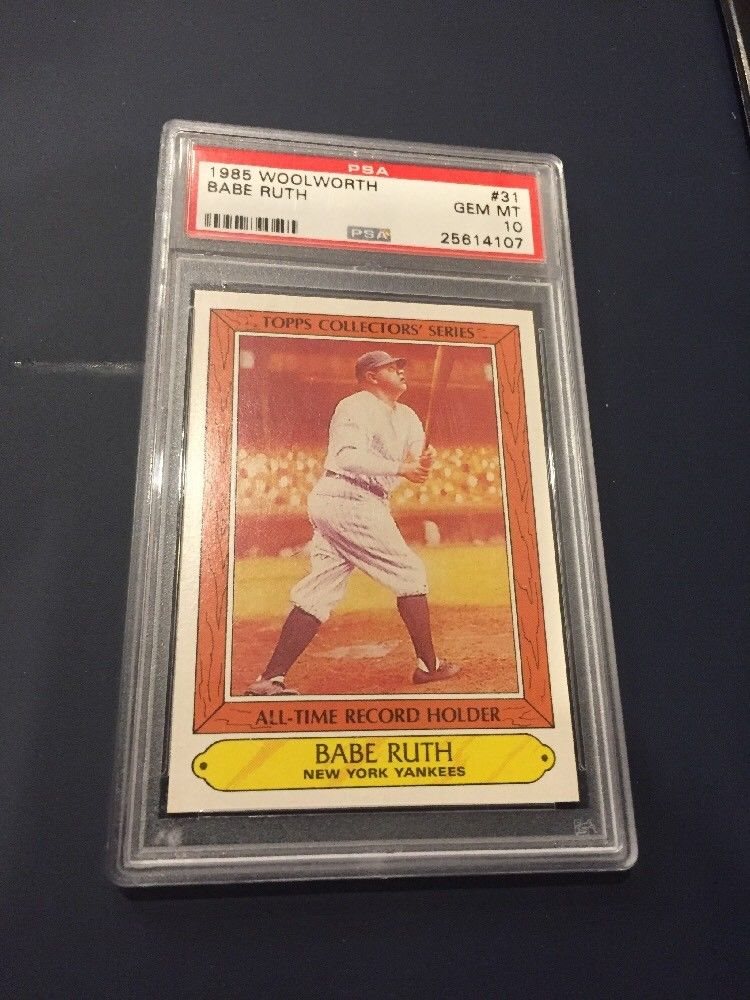 PSA
1985 WOOLWORTH #31
BABE RUTH GEM MT
10
PSA 25614107
TOPPS COLLECTORS' SERIES
ALL-TIME RECORD HOLDER
BABE RUTH
NEW YORK YANKEES